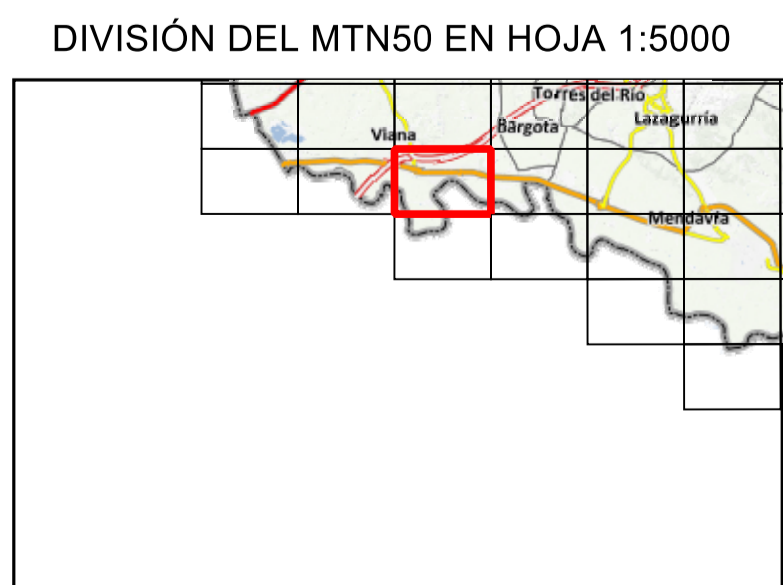 DIVISIÓN DEL MTN50 EN HOJA 1:5000
Torres del Río
Lazagurría
Bargota
Viana
Mendavia